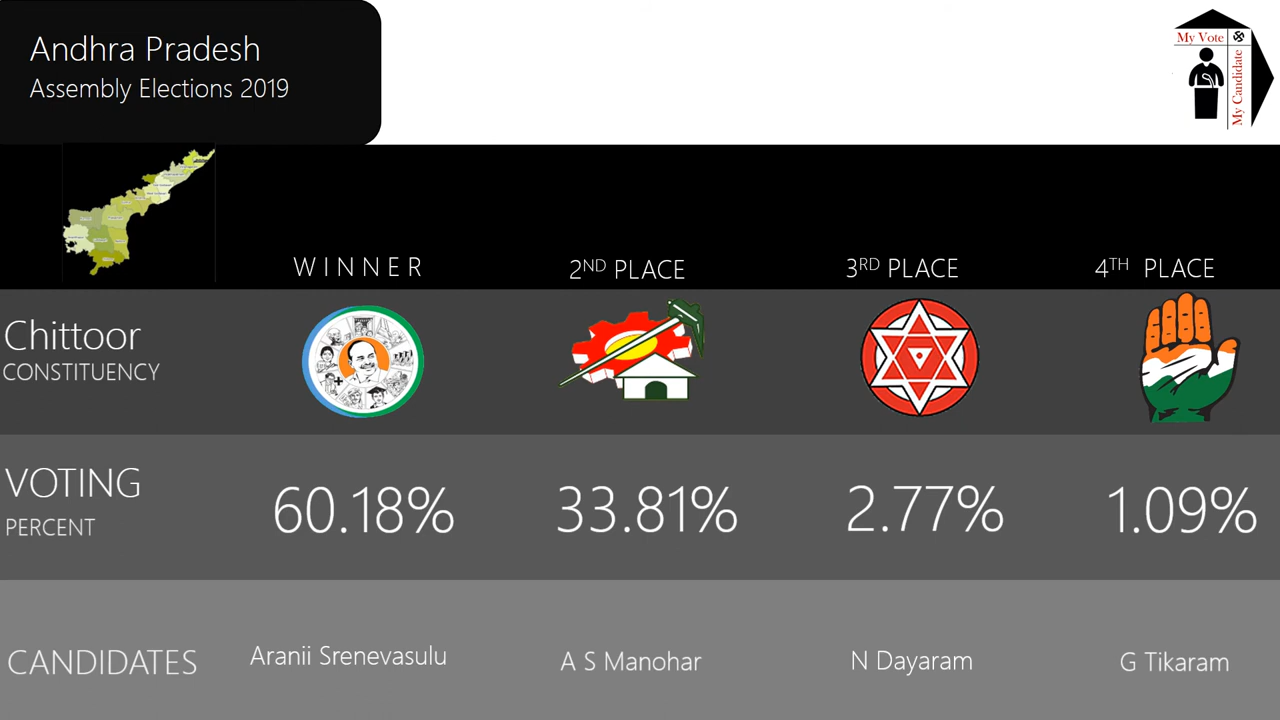 Andhra Pradesh
Assembly Elections 2019
My Vote
My Candidate
WINNER
2ND PLACE
3RD PLACE
4TH PLACE
Chittoor
CONSTITUENCY
VOTING
PERCENT
60.18%
33.81%
2.77%
1.09%
CANDIDATES
Aranii Srenevasulu
A S Manohar
N Dayaram
G Tikaram